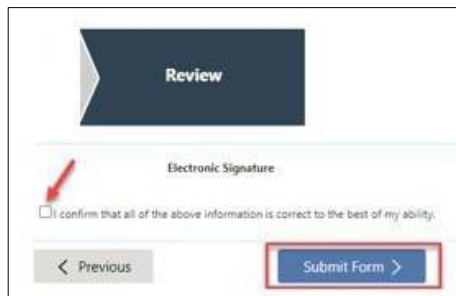 Review
Electronic Signature
I confirm that all of the above information is correct to the best of my ability.
< Previous
Submit Form >